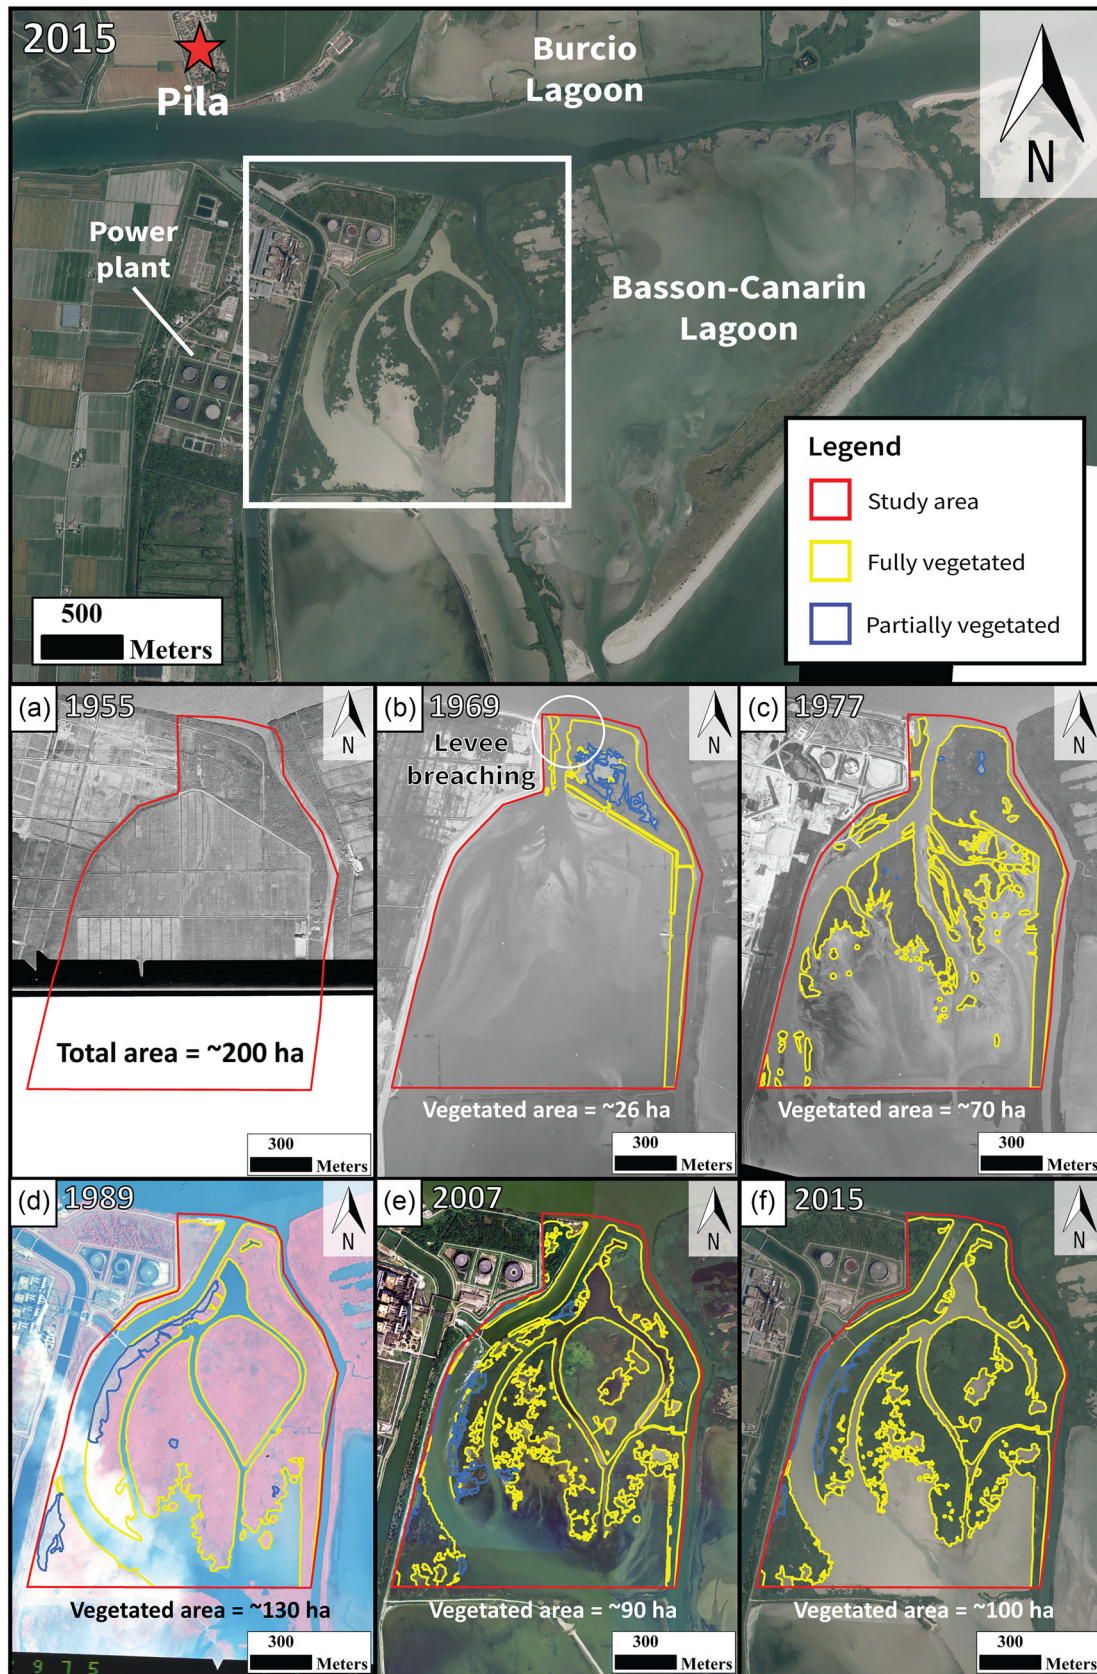 2015
Pila
Burcio
Lagoon
N
Power
plant
Basson-Canarin
Lagoon
Legend
Study area
Fully vegetated
Partially vegetated
500
Meters
(a) 1955
N
Total area = ~200 ha
300
Meters
(b) 1969
Levee
breaching
N
Vegetated area = ~26 ha
300
Meters
(c) 1977
N
Vegetated area = ~70 ha
300
Meters
(d) 1989
N
Vegetated area = ~130 ha
300
Meters
9 7 5
(e) 2007
N
Vegetated area = ~90 ha
300
Meters
(f) 2015
N
Vegetated area = ~100 ha
300
Meters